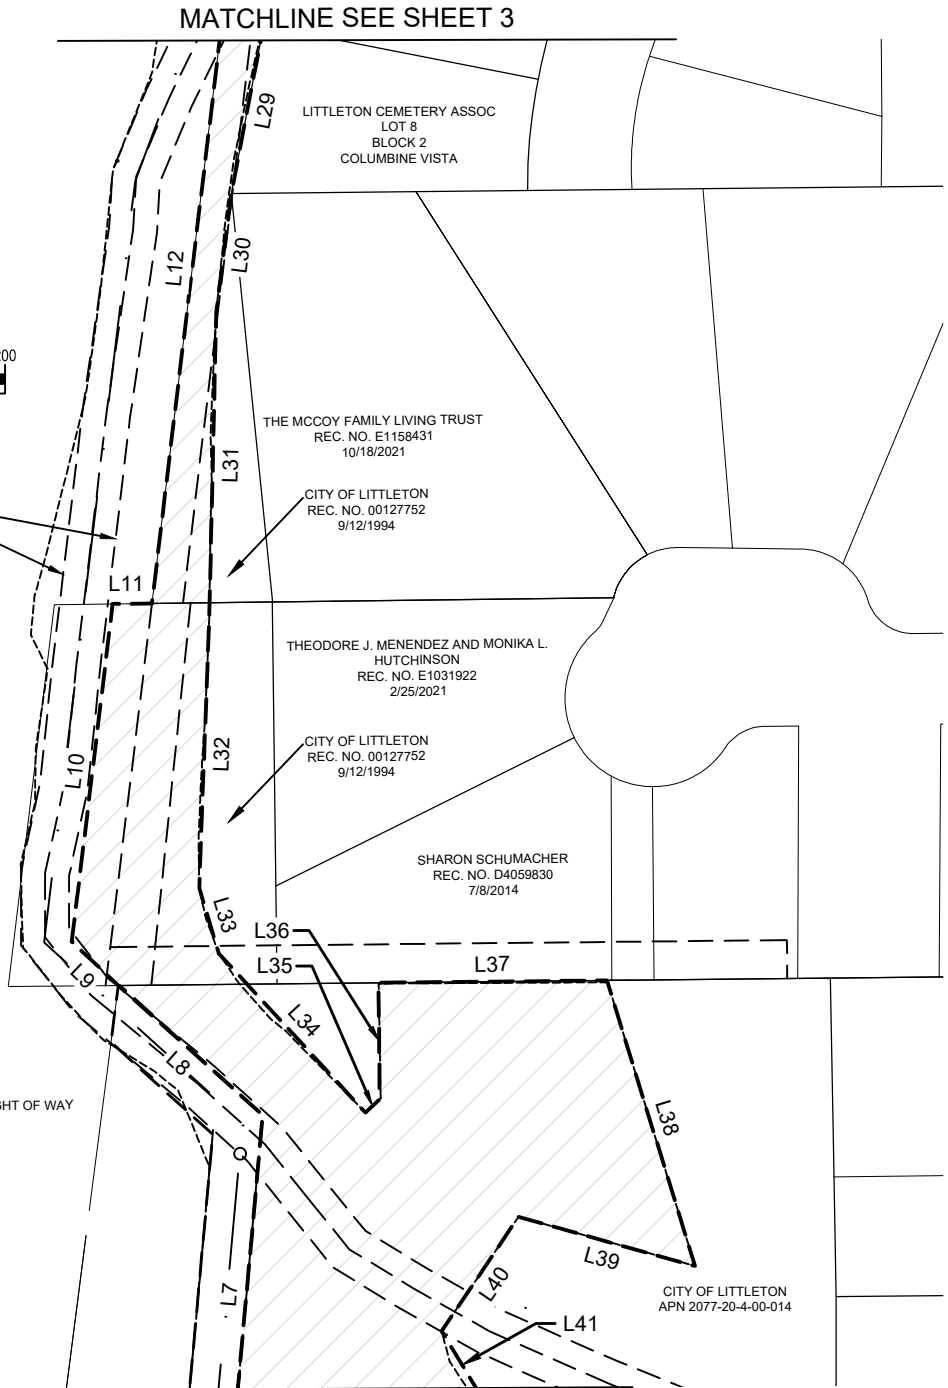 MATCHLINE SEE SHEET 3
L29
LITTLETON CEMETERY ASSOC
LOT 8
BLOCK 2
COLUMBINE VISTA
L30
L12
THE MCCOY FAMILY LIVING TRUST
REC. NO. E1158431
10/18/2021
L31
CITY OF LITTLETON
REC. NO. 00127752
9/12/1994
L11
THEODORE J. MENENDEZ AND MONIKA L.
HUTCHINSON
REC. NO. E1031922
2/25/2021
L32
L10
CITY OF LITTLETON
REC. NO. 00127752
9/12/1994
SHARON SCHUMACHER
REC. NO. D4059830
7/8/2014
L33
L36
L35
L37
L9
L34
L8
GHT OF WAY
L38
L39
L40
L7
CITY OF LITTLETON
APN 2077-20-4-00-014
L41